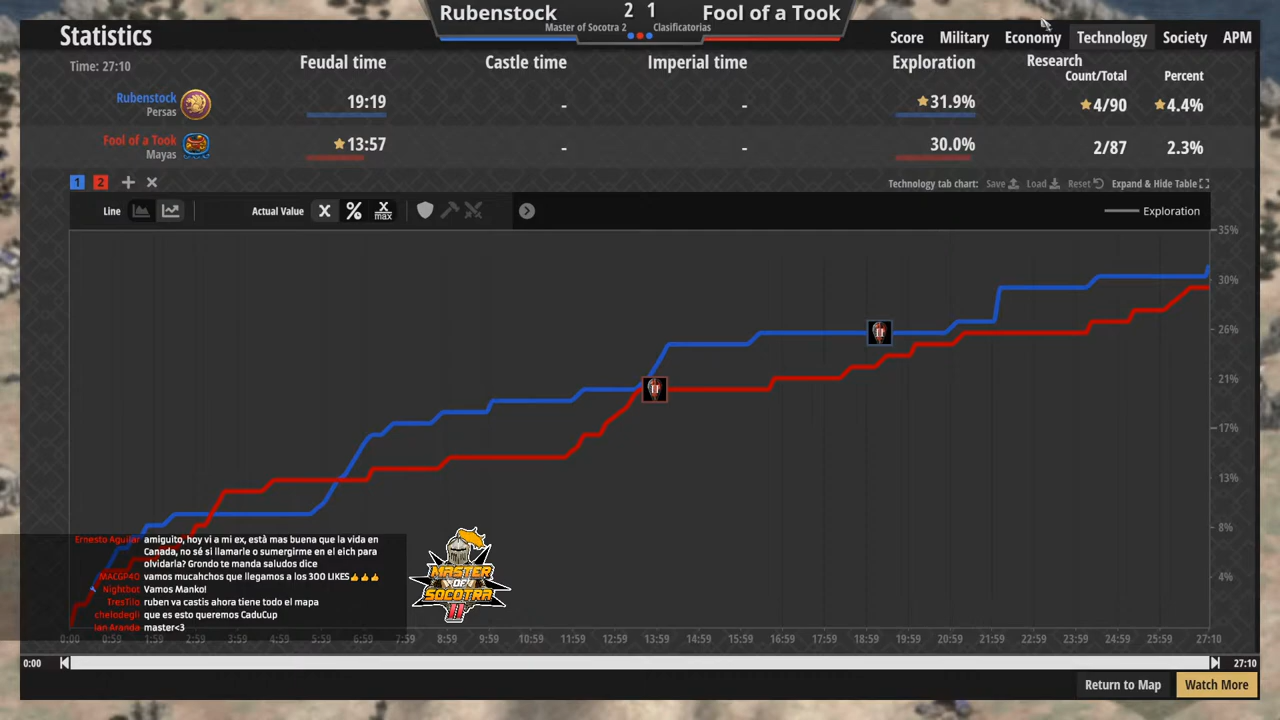 Rubenstock 2 1 Fool of a Took
Master of Socotra 2 Clasificatorias
Statistics
Score Military Economy Technology Society APM
Time: 27:10
Feudal time Castle time Imperial time Exploration Research Count/Total Percent
Rubenstock
Persas
19:19 - - 31.9% 4/90 4.4%
Fool of a Took
Mayas
13:57 - - 30.0% 2/87 2.3%
1 2 + ×
Technology tab chart: Save Load Reset Expand & Hide Table
Line Actual Value X % X max
Exploration
35%
30%
26%
21%
17%
13%
8%
4%
Ernesto Aguilar amiguito, hoy vi a mi ex, està mas buena que la vida en
Canada, no sé si llamarle o sumergirme en el elch para
olvidarla? Grondo te manda saludos dice
MACGP40 vamos mucahchos que llegamos a los 300 LIKES👍👍👍
Nightbot Vamos Manko!
TresTilo ruben va castis ahora tiene todo el mapa
chelodegli que es esto queremos CaduCup
Ian Aranda master<3
MASTER
OF
SOCOTRA
II
0:00 0:59 1:59 2:59 3:59 4:59 5:59 6:59 7:59 8:59 9:59 10:59 11:59 12:59 13:59 14:59 15:59 16:59 17:59 18:59 19:59 20:59 21:59 22:59 23:59 24:59 25:59 27:10
0:00 27:10
Return to Map Watch More